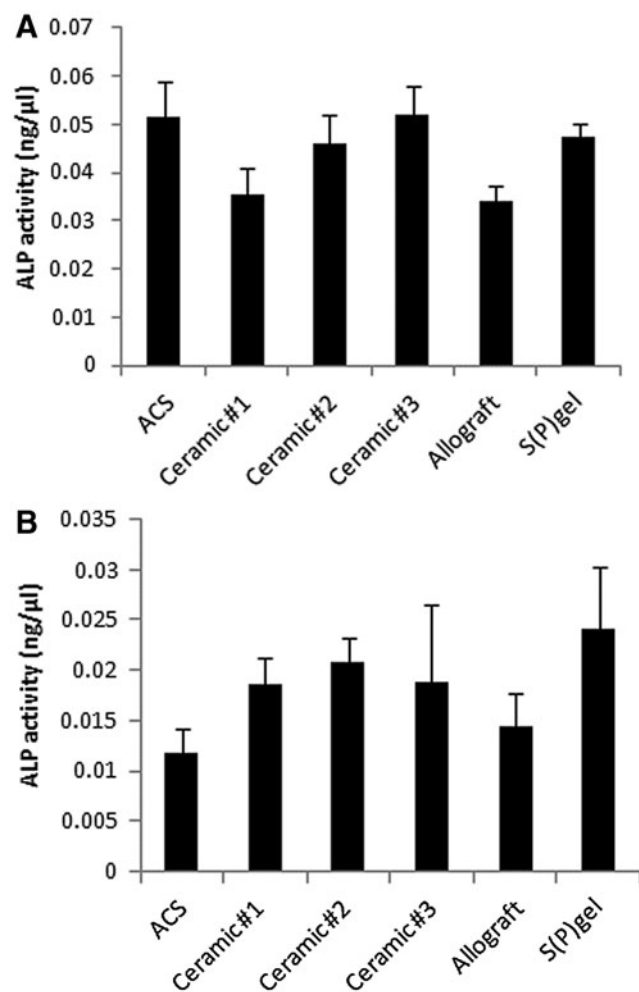 A
ALP activity (ng/µl)
0.07
0.06
0.05
0.04
0.03
0.02
0.01
0
ACS
Ceramic#1
Ceramic#2
Ceramic#3
Allograft
S(P)gel
B
ALP activity (ng/µl)
0.035
0.03
0.025
0.02
0.015
0.01
0.005
0
ACS
Ceramic#1
Ceramic#2
Ceramic#3
Allograft
S(P)gel